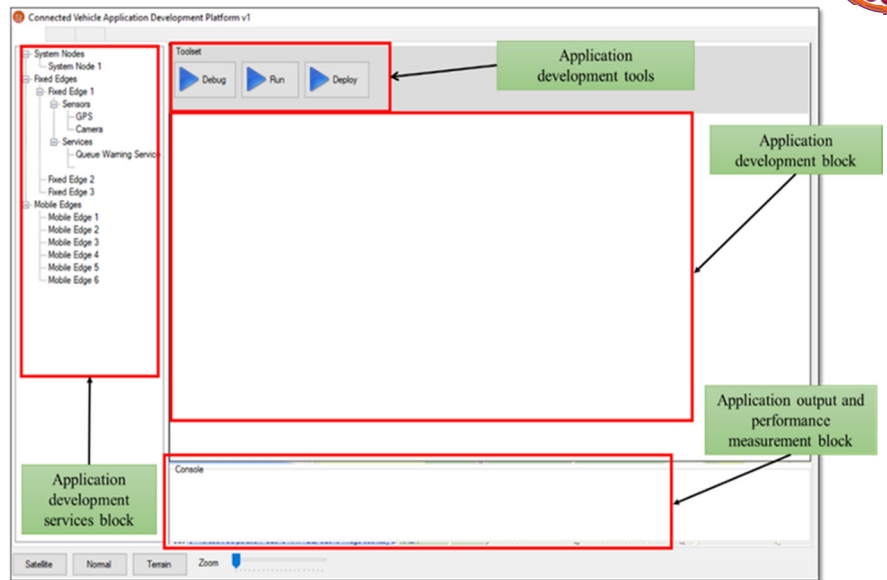 Connected Vehicle Application Development Platform v1
System Nodes
System Node 1
Fixed Edges
Fixed Edge 1
Sensors
GPS
Camera
Services
Queue Warning Service
Fixed Edge 2
Fixed Edge 3
Mobile Edges
Mobile Edge 1
Mobile Edge 2
Mobile Edge 3
Mobile Edge 4
Mobile Edge 5
Mobile Edge 6
Toolset
Debug
Run
Deploy
Application
development tools
Application
development block
Application output and
performance
measurement block
Application
development
services block
Console
Satellite
Normal
Terrain
Zoom